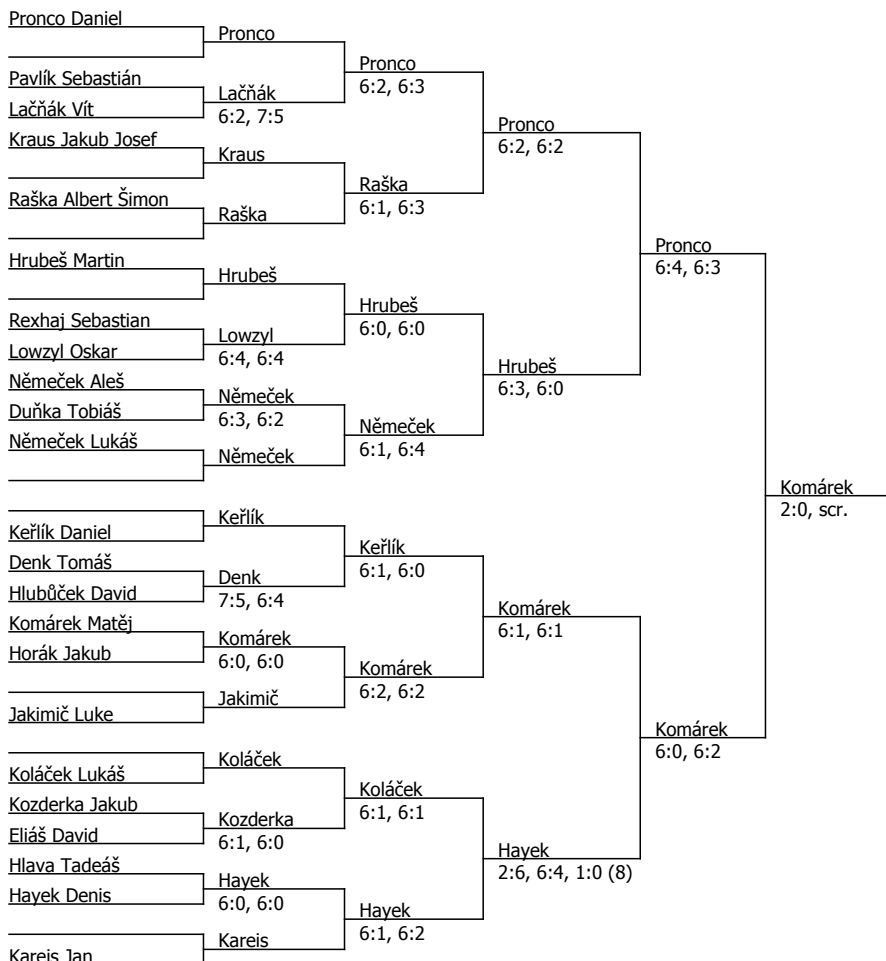 Pronco Daniel
Pronco
Pronco
6:2, 6:3
Pavlík Sebastián
Lačňák
6:2, 7:5
Lačňák Vít
Pronco
6:2, 6:2
Kraus Jakub Josef
Kraus
Raška
6:1, 6:3
Raška Albert Šimon
Raška
Pronco
6:4, 6:3
Hrubeš Martin
Hrubeš
Hrubeš
6:0, 6:0
Rexhaj Sebastian
Lowzyl
6:4, 6:4
Lowzyl Oskar
Hrubeš
6:3, 6:0
Němeček Aleš
Němeček
6:3, 6:2
Duňka Tobiáš
Němeček
6:1, 6:4
Němeček Lukáš
Němeček
Komárek
2:0, scr.
Keřlík
Keřlík Daniel
Keřlík
6:1, 6:0
Denk Tomáš
Denk
7:5, 6:4
Hlubůček David
Komárek
6:1, 6:1
Komárek Matěj
Komárek
6:0, 6:0
Horák Jakub
Komárek
6:2, 6:2
Jakimič
Jakimič Luke
Komárek
6:0, 6:2
Koláček
Koláček Lukáš
Koláček
6:1, 6:1
Kozderka Jakub
Kozderka
6:1, 6:0
Eliáš David
Hayek
2:6, 6:4, 1:0 (8)
Hlava Tadeáš
Hayek
6:0, 6:0
Hayek Denis
Hayek
6:1, 6:2
Kareis
Kareis Jan